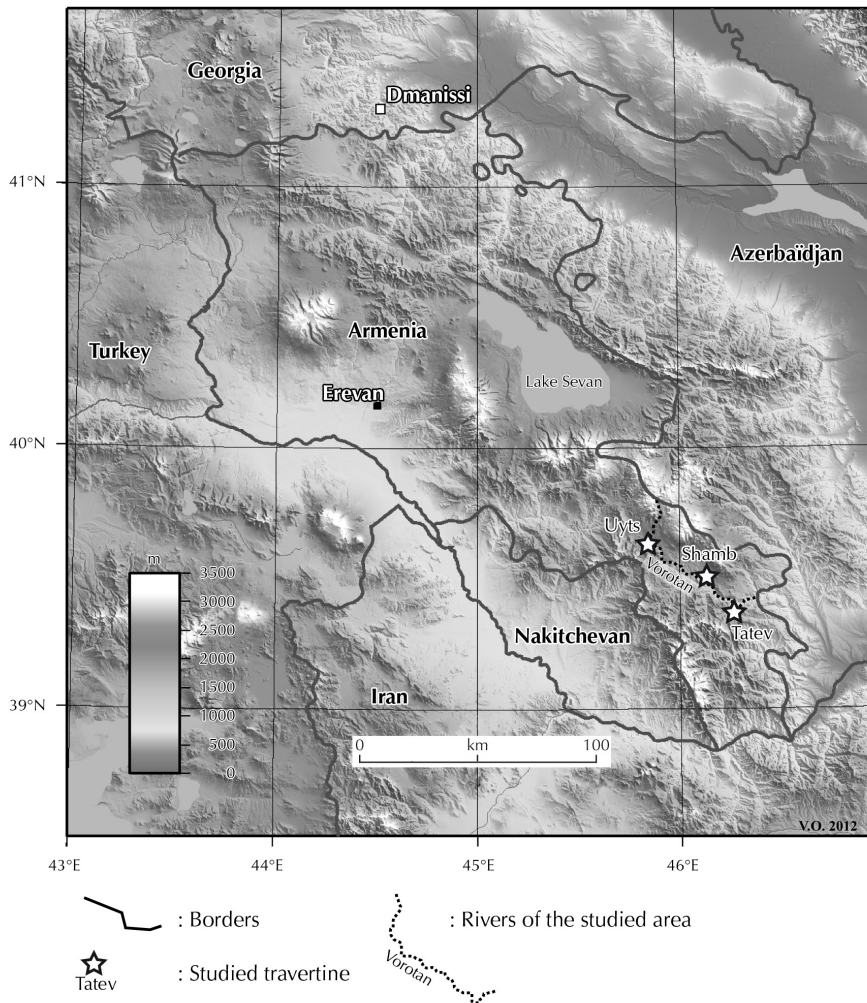 Georgia
Dmanissi
41°N
Azerbaïdjan
Armenia
Turkey
Lake Sevan
Erevan
40°N
Uyts
Shamb
Vorotan
Tatev
m
3500
3000
2500
2000
1500
1000
500
0
Nakitchevan
Iran
39°N
0 km 100
V.O. 2012
43°E 44°E 45°E 46°E
: Borders
: Rivers of the studied area
Vorotan
Tatev
: Studied travertine